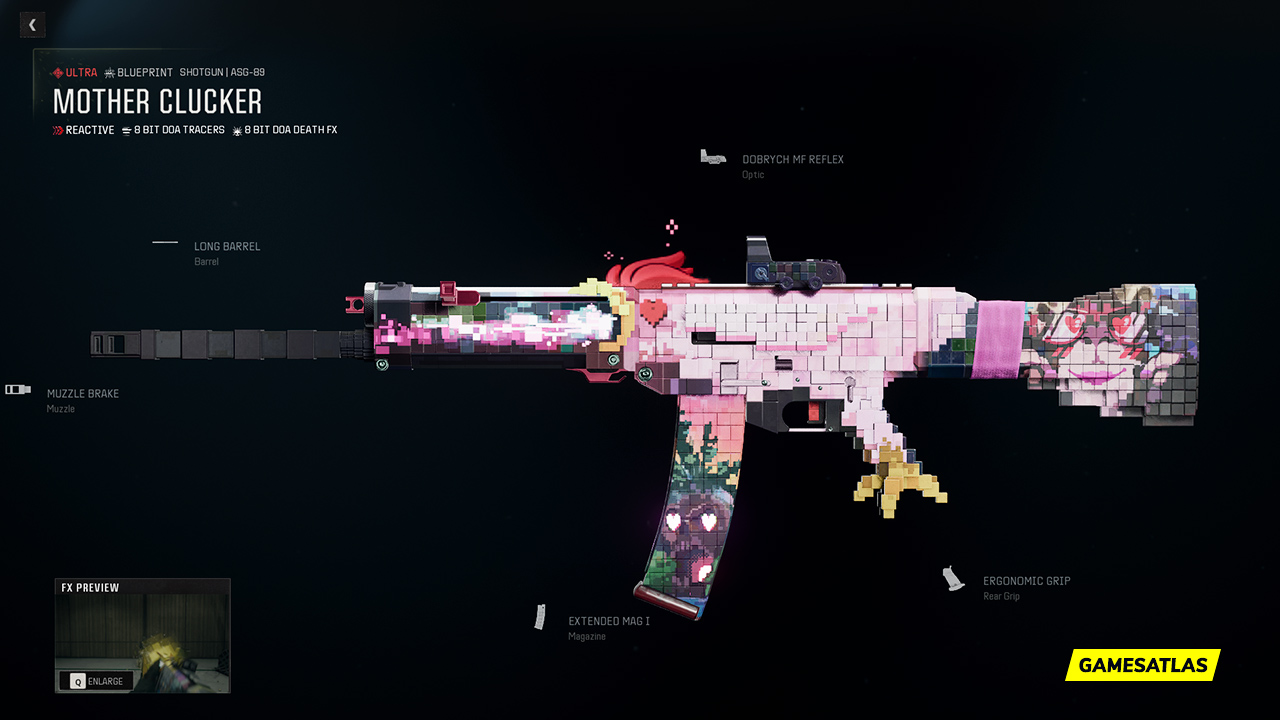 ULTRA BLUEPRINT SHOTGUN | ASG-89
MOTHER CLUCKER
REACTIVE 8 BIT DOA TRACERS 8 BIT DOA DEATH FX
DOBRYCH MF REFLEX
Optic
LONG BARREL
Barrel
MUZZLE BRAKE
Muzzle
ERGONOMIC GRIP
Rear Grip
EXTENDED MAG I
Magazine
FX PREVIEW
Q ENLARGE
GAMESATLAS